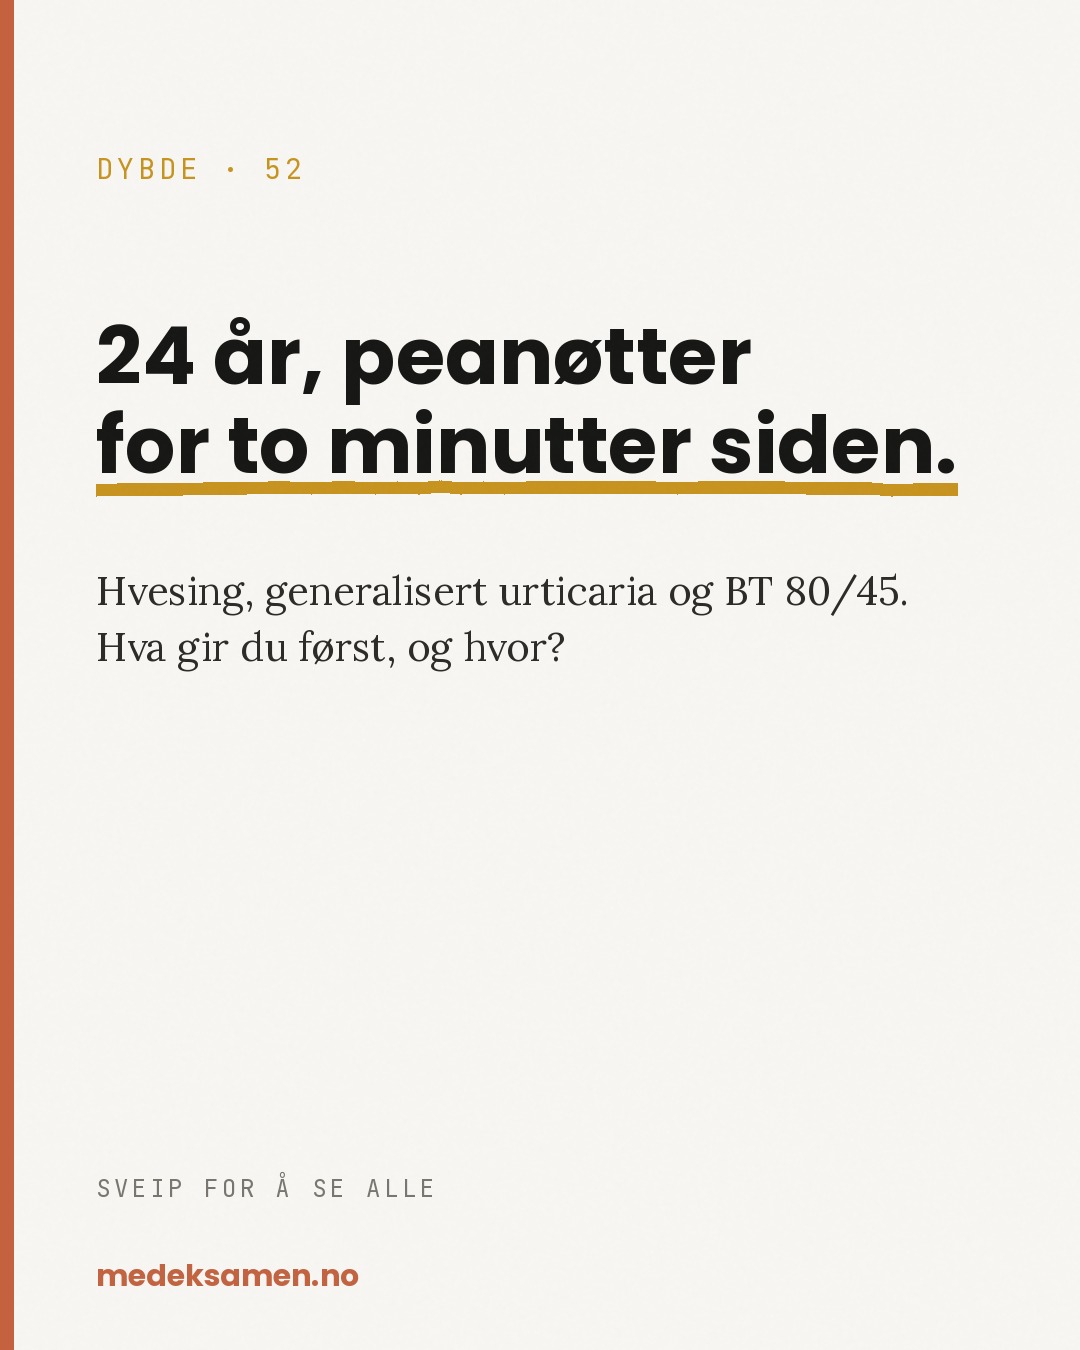 DYBDE · 52
24 år, peanøtter
for to minutter siden.
Hvesing, generalisert urticaria og BT 80/45.
Hva gir du først, og hvor?
SVEIP FOR Å SE ALLE
medeksamen.no